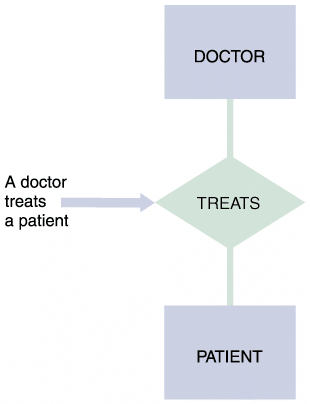 DOCTOR
A doctor
treats
a patient
TREATS
PATIENT